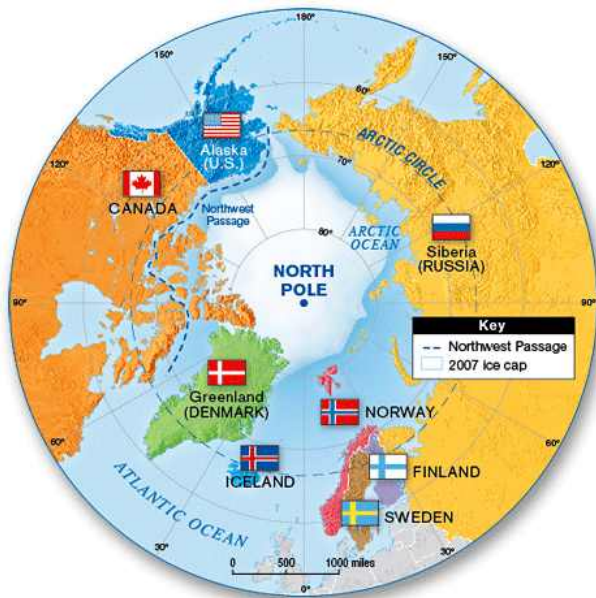 180°
150°
150°
60°
Alaska
(U.S.)
ARCTIC CIRCLE
120°
120°
70°
CANADA
Northwest
Passage
80°
ARCTIC
OCEAN
Siberia
(RUSSIA)
NORTH
POLE
90°
90°
Key
Northwest Passage
2007 ice cap
Greenland
(DENMARK)
NORWAY
60°
60°
ICELAND
FINLAND
ATLANTIC OCEAN
SWEDEN
30°
30°
0 500 1000 miles